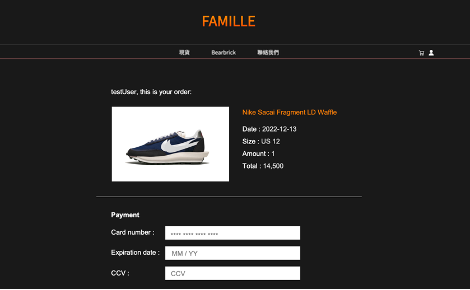 FAMILLE
現貨 Bearbrick 聯絡我們
testUser, this is your order:
Nike Sacai Fragment LD Waffle
Date : 2022-12-13
Size : US 12
Amount : 1
Total : 14,500
Payment
Card number : ---- ---- ---- ----
Expiration date : MM / YY
CCV : CCV